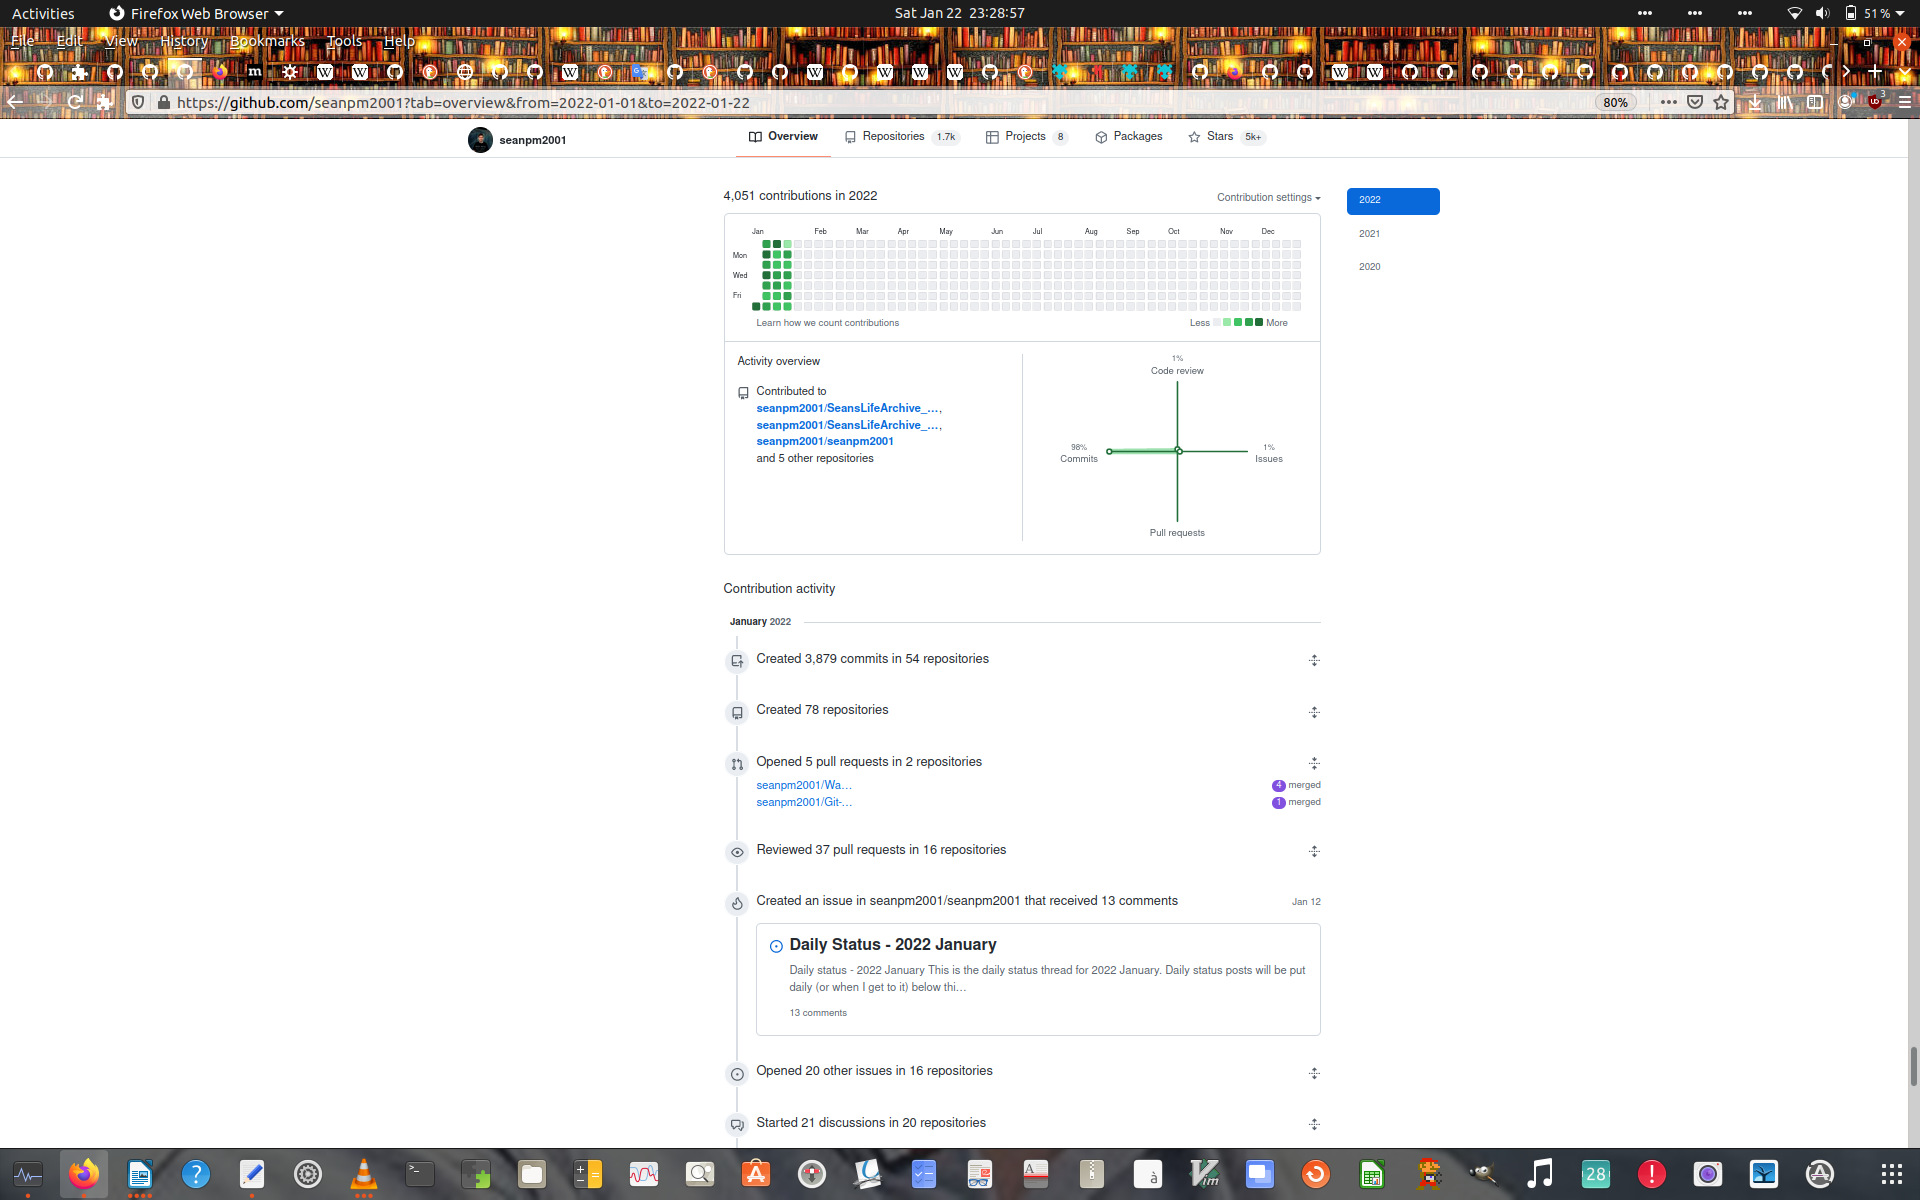 Activities
Firefox Web Browser
Sat Jan 22 23:28:57
51 %
File Edit View History Bookmarks Tools Help
https://github.com/seanpm2001?tab=overview&from=2022-01-01&to=2022-01-22
80%
3
seanpm2001
Overview
Repositories 1.7k
Projects 8
Packages
Stars 5k+
4,051 contributions in 2022
Contribution settings
2022
2021
2020
Jan Feb Mar Apr May Jun Jul Aug Sep Oct Nov Dec
Mon
Wed
Fri
Learn how we count contributions
Less More
Activity overview
Contributed to
seanpm2001/SeansLifeArchive_…,
seanpm2001/SeansLifeArchive_…,
seanpm2001/seanpm2001
and 5 other repositories
1%
Code review
98%
Commits
1%
Issues
Pull requests
Contribution activity
January 2022
Created 3,879 commits in 54 repositories
Created 78 repositories
Opened 5 pull requests in 2 repositories
seanpm2001/Wa…
4 merged
seanpm2001/Git-…
1 merged
Reviewed 37 pull requests in 16 repositories
Created an issue in seanpm2001/seanpm2001 that received 13 comments
Jan 12
Daily Status - 2022 January
Daily status - 2022 January This is the daily status thread for 2022 January. Daily status posts will be put
daily (or when I get to it) below thi…
13 comments
Opened 20 other issues in 16 repositories
Started 21 discussions in 20 repositories
28